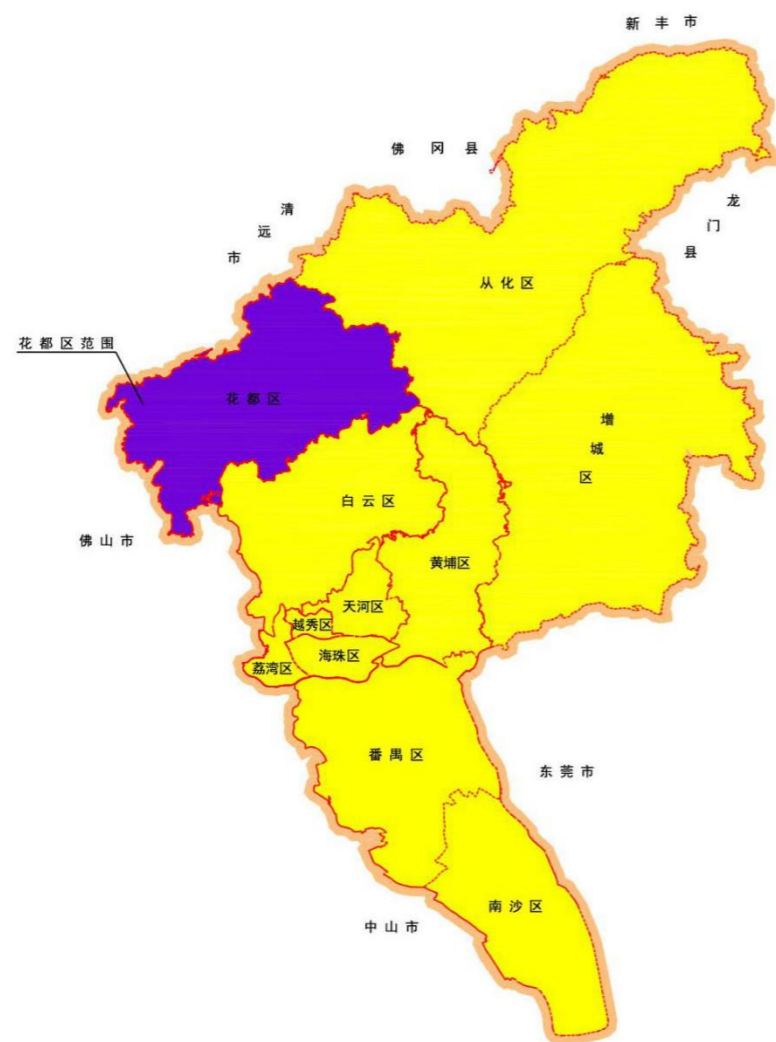 新丰市
佛冈县
龙门县
清远市
从化区
花都区范围
花都区
增城区
白云区
佛山市
黄埔区
天河区
越秀区
海珠区
荔湾区
番禺区
东莞市
南沙区
中山市